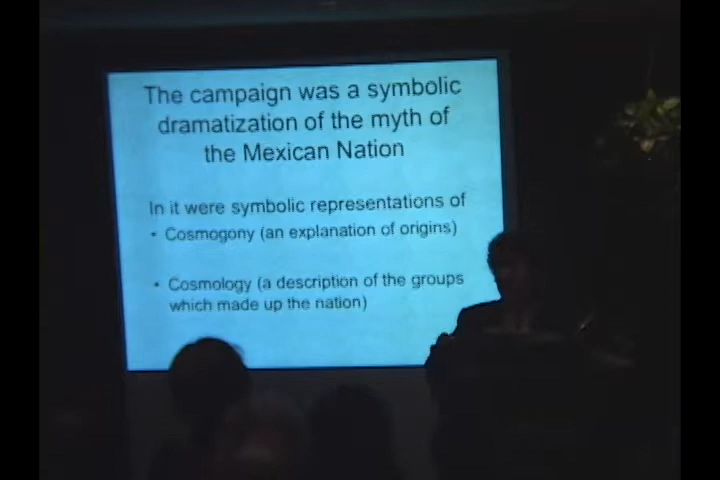 The campaign was a symbolic
dramatization of the myth of
the Mexican Nation
In it were symbolic representations of
• Cosmogony (an explanation of origins)
• Cosmology (a description of the groups
which made up the nation)